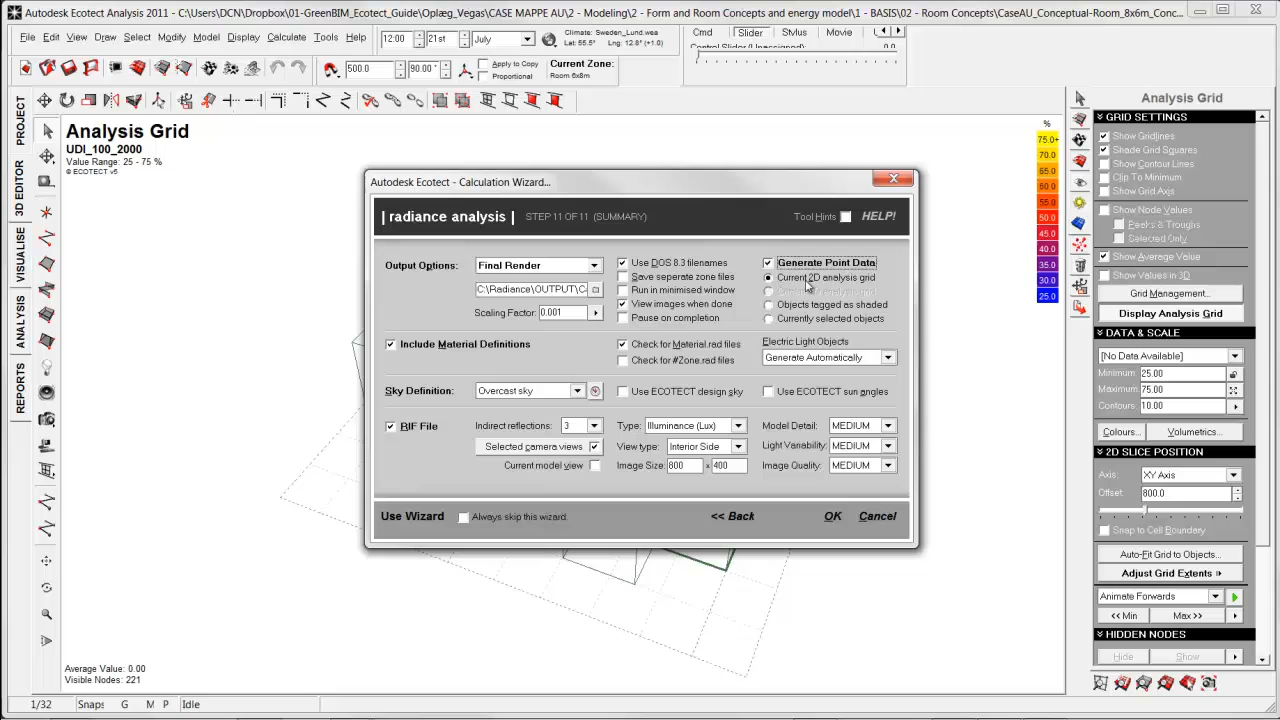 Autodesk Ecotect Analysis 2011 - C:\Users\DCN\Dropbox\01-GreenBIM_Ecotect_Guide\Opdrag_Vegas\CASE MAPPE AU\2 - Modeling\2 - Form and Room Concepts and energy model\1 - BASIS\02 - Room Concepts\CaseAU_Conceptual-Room_8x6m_Conc...
File Edit View Draw Select Modify Model Display Calculate Tools Help
12:00 21st July
Climate: Sweden_Lund.wea
Lat: 55.5° Lng: 12.8° (+1.0)
Cmd Slider Stylus Movie
Control Slider (Unassigned): 0.0
500.0 90.00 °
Apply to Copy
Proportional
Current Zone:
Room 6x8m
PROJECT
3D EDITOR
VISUALISE
ANALYSIS
REPORTS
Analysis Grid
UDI_100_2000
Value Range: 25 - 75 %
© ECOTECT v5
%
75.0+
70.0
65.0
60.0
55.0
50.0
45.0
40.0
35.0
30.0
25.0
Autodesk Ecotect - Calculation Wizard...
| radiance analysis | STEP 11 OF 11 (SUMMARY) Tool Hints HELP!
Output Options: Final Render
C:\Radiance\OUTPUT\C
Scaling Factor: 0.001
Use DOS 8.3 filenames
Save seperate zone files
Run in minimised window
View images when done
Pause on completion
Generate Point Data
Current 2D analysis grid
Objects tagged as shaded
Currently selected objects
Include Material Definitions
Check for Material.rad files
Check for #Zone.rad files
Electric Light Objects
Generate Automatically
Sky Definition: Overcast sky
Use ECOTECT design sky
Use ECOTECT sun angles
RIF File
Indirect reflections: 3
Selected camera views
Current model view
Type: Illuminance (Lux)
View type: Interior Side
Image Size: 800 x 400
Model Detail: MEDIUM
Light Variability: MEDIUM
Image Quality: MEDIUM
Use Wizard Always skip this wizard.
<< Back OK Cancel
Average Value: 0.00
Visible Nodes: 221
1/32 Snaps G M P Idle
Analysis Grid
GRID SETTINGS
Show Gridlines
Shade Grid Squares
Show Contour Lines
Clip To Minimum
Show Grid Axis
Show Node Values
Peaks & Troughs
Selected Only
Show Average Value
Show Values in 3D
Grid Management...
Display Analysis Grid
DATA & SCALE
[No Data Available]
Minimum: 25.00
Maximum: 75.00
Contours: 10.00
Colours... Volumetrics...
2D SLICE POSITION
Axis: XY Axis
Offset: 800.0
Snap to Cell Boundary
Auto-Fit Grid to Objects...
Adjust Grid Extents
Animate Forwards
<< Min Max >>
HIDDEN NODES
Hide Show